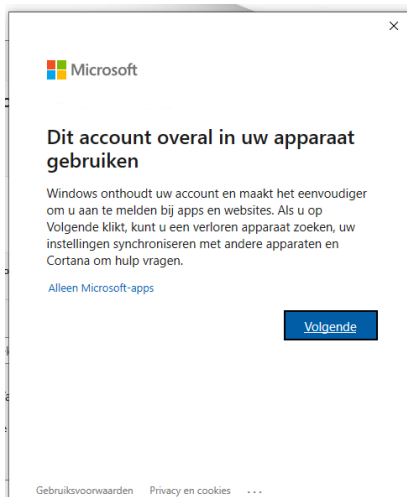 Microsoft
Dit account overal in uw apparaat
gebruiken
Windows onthoudt uw account en maakt het eenvoudiger
om u aan te melden bij apps en websites. Als u op
Volgende klikt, kunt u een verloren apparaat zoeken, uw
instellingen synchroniseren met andere apparaten en
Cortana om hulp vragen.
Alleen Microsoft-apps
Volgende
Gebruiksvoorwaarden Privacy en cookies ...